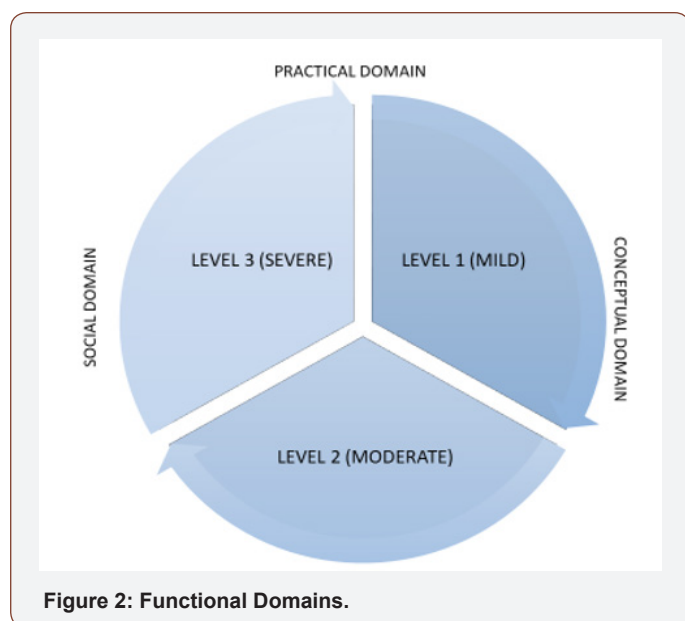 PRACTICAL DOMAIN
SOCIAL DOMAIN
LEVEL 3 (SEVERE)
LEVEL 1 (MILD)
CONCEPTUAL DOMAIN
LEVEL 2 (MODERATE)
Figure 2: Functional Domains.